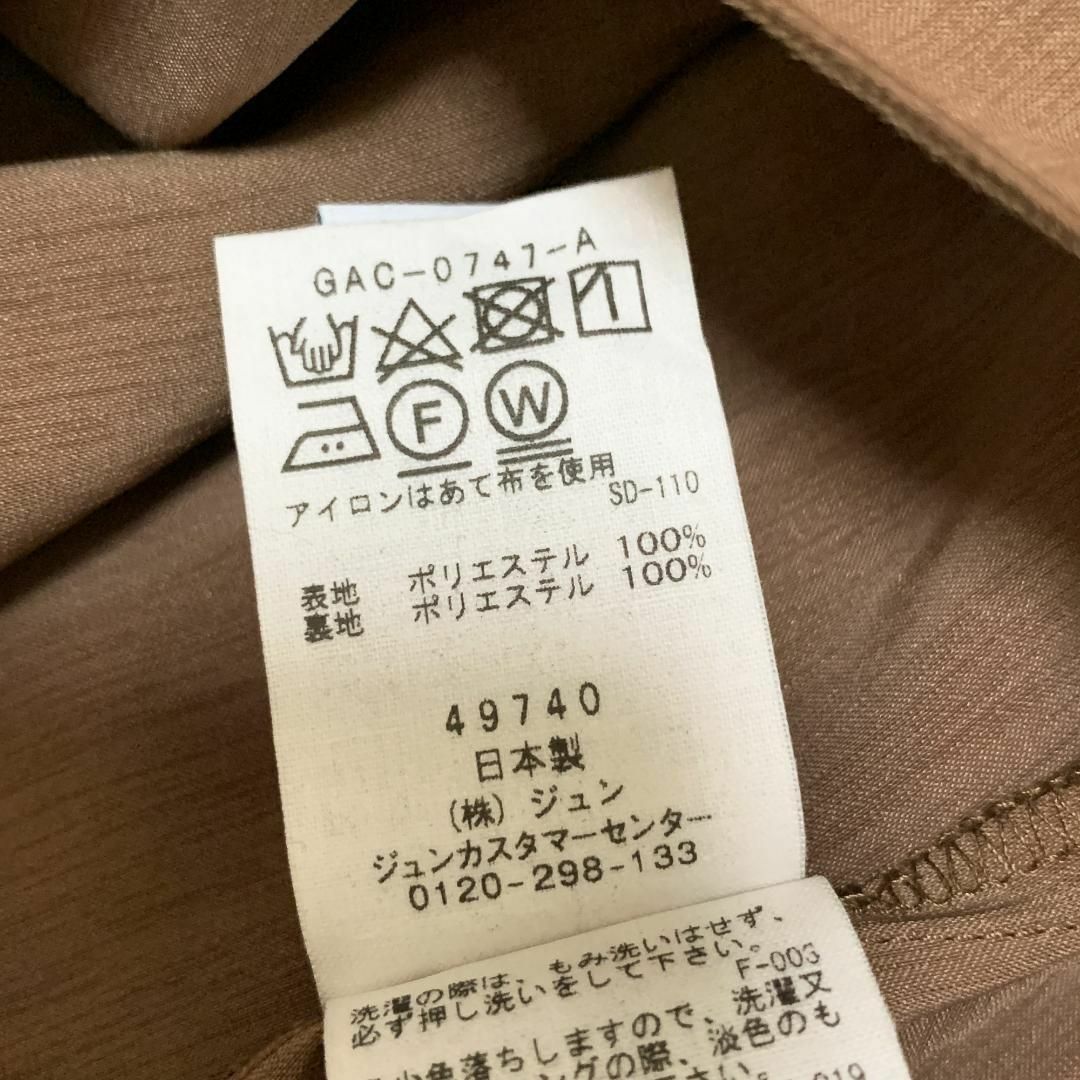 GAC-0747-A
F W
アイロンはあて布を使用
SD-110
表地 ポリエステル 100%
裏地 ポリエステル 100%
49740
日本製
(株) ジュン
ジュンカスタマーセンター
0120-298-133
洗濯の際は、もみ洗いはせず、
必ず押し洗いをして下さい。
F-003
色落ちしますので、洗濯又
ングの際、淡色のも
019